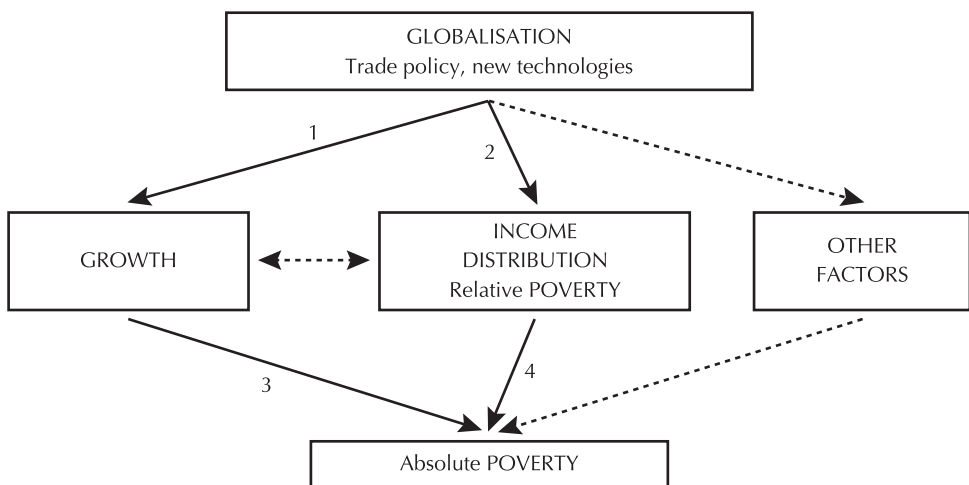 GLOBALISATION
Trade policy, new technologies
1
2
GROWTH
INCOME
DISTRIBUTION
Relative POVERTY
OTHER
FACTORS
3
4
Absolute POVERTY